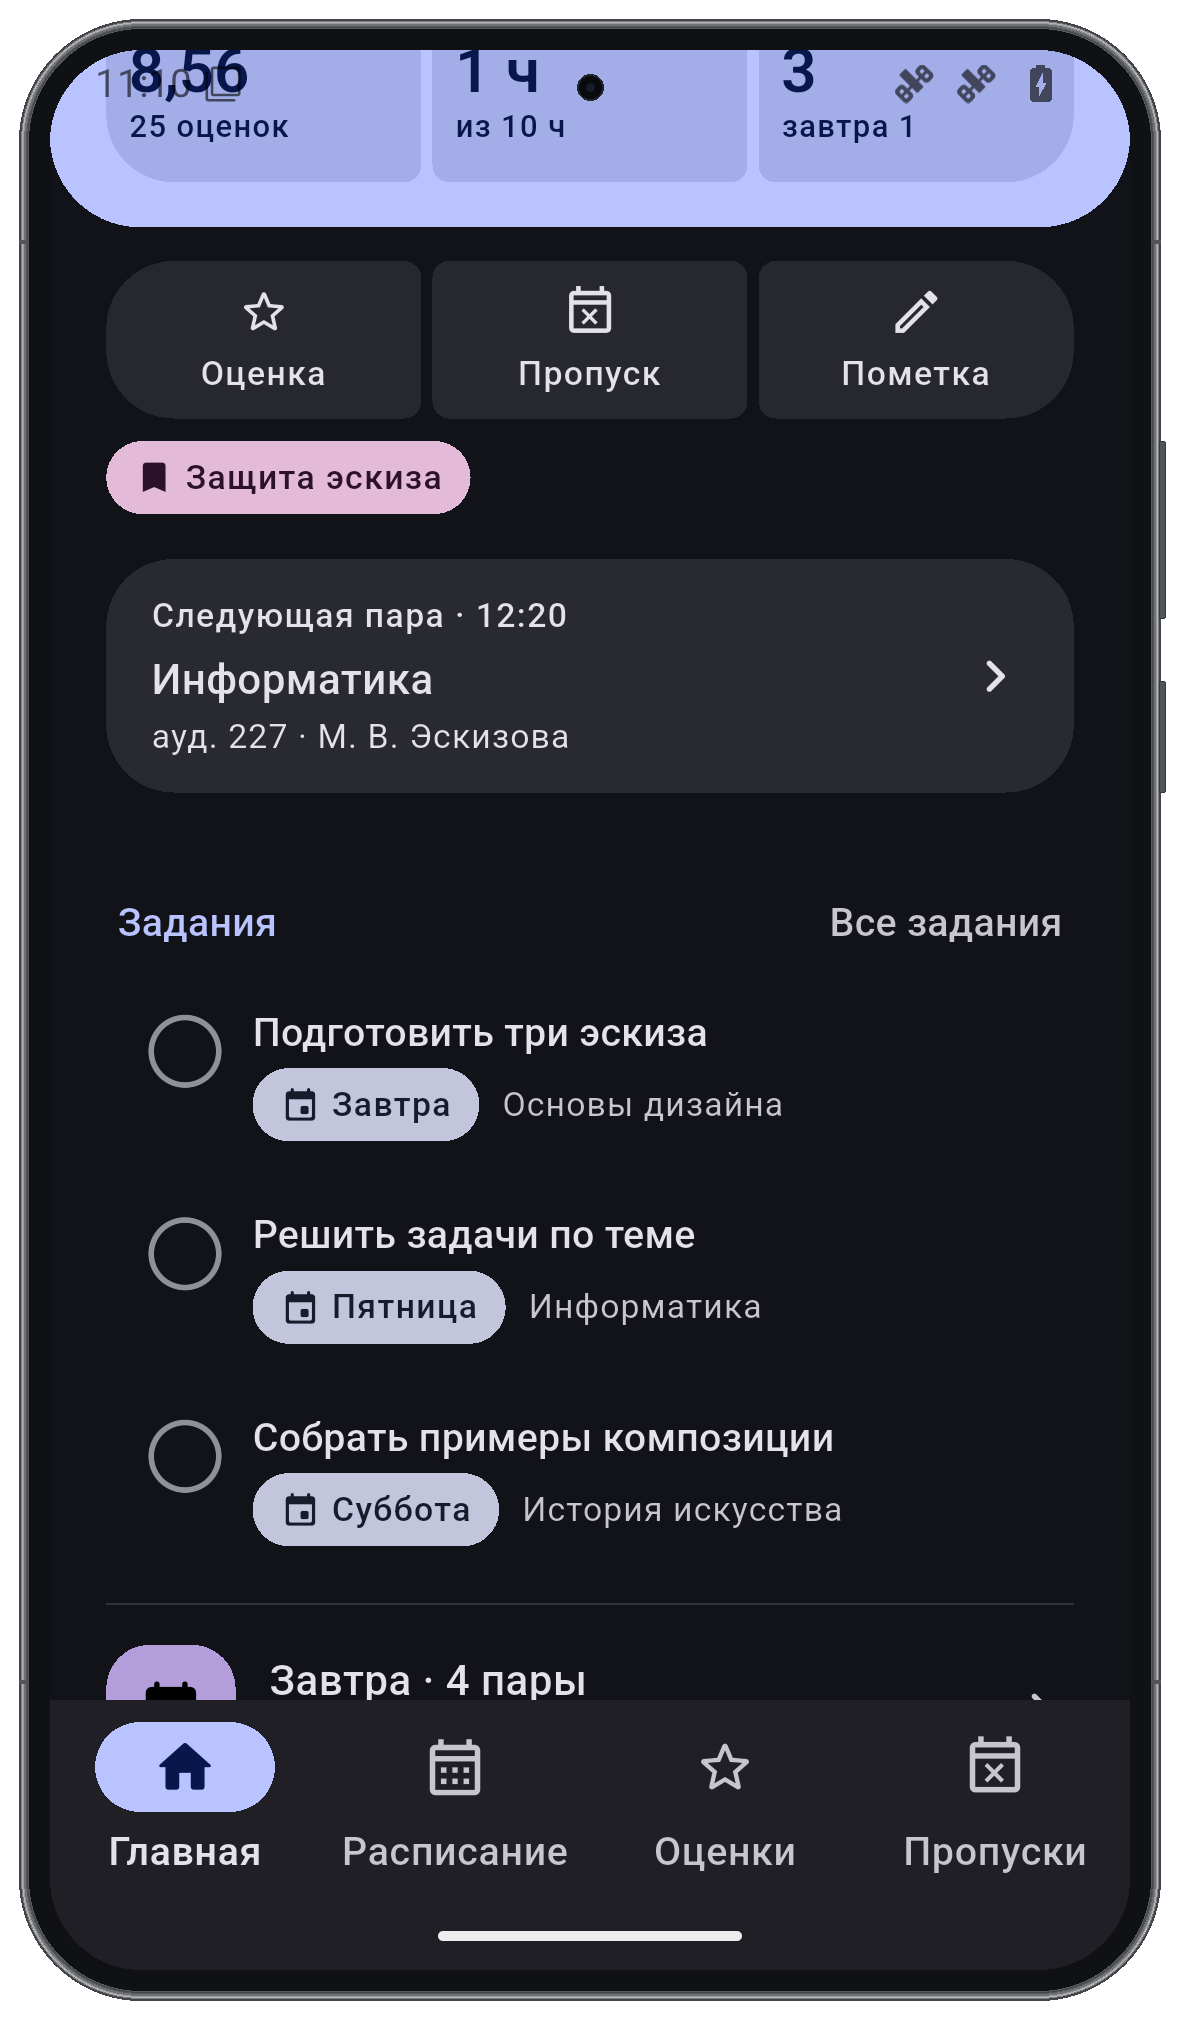 11:10
8,56
1 ч
3
25 оценок
из 10 ч
завтра 1
Оценка
Пропуск
Пометка
Защита эскиза
Следующая пара · 12:20
Информатика
ауд. 227 · М. В. Эскизова
Задания
Все задания
Подготовить три эскиза
Завтра
Основы дизайна
Решить задачи по теме
Пятница
Информатика
Собрать примеры композиции
Суббота
История искусства
Завтра · 4 пары
Главная
Расписание
Оценки
Пропуски